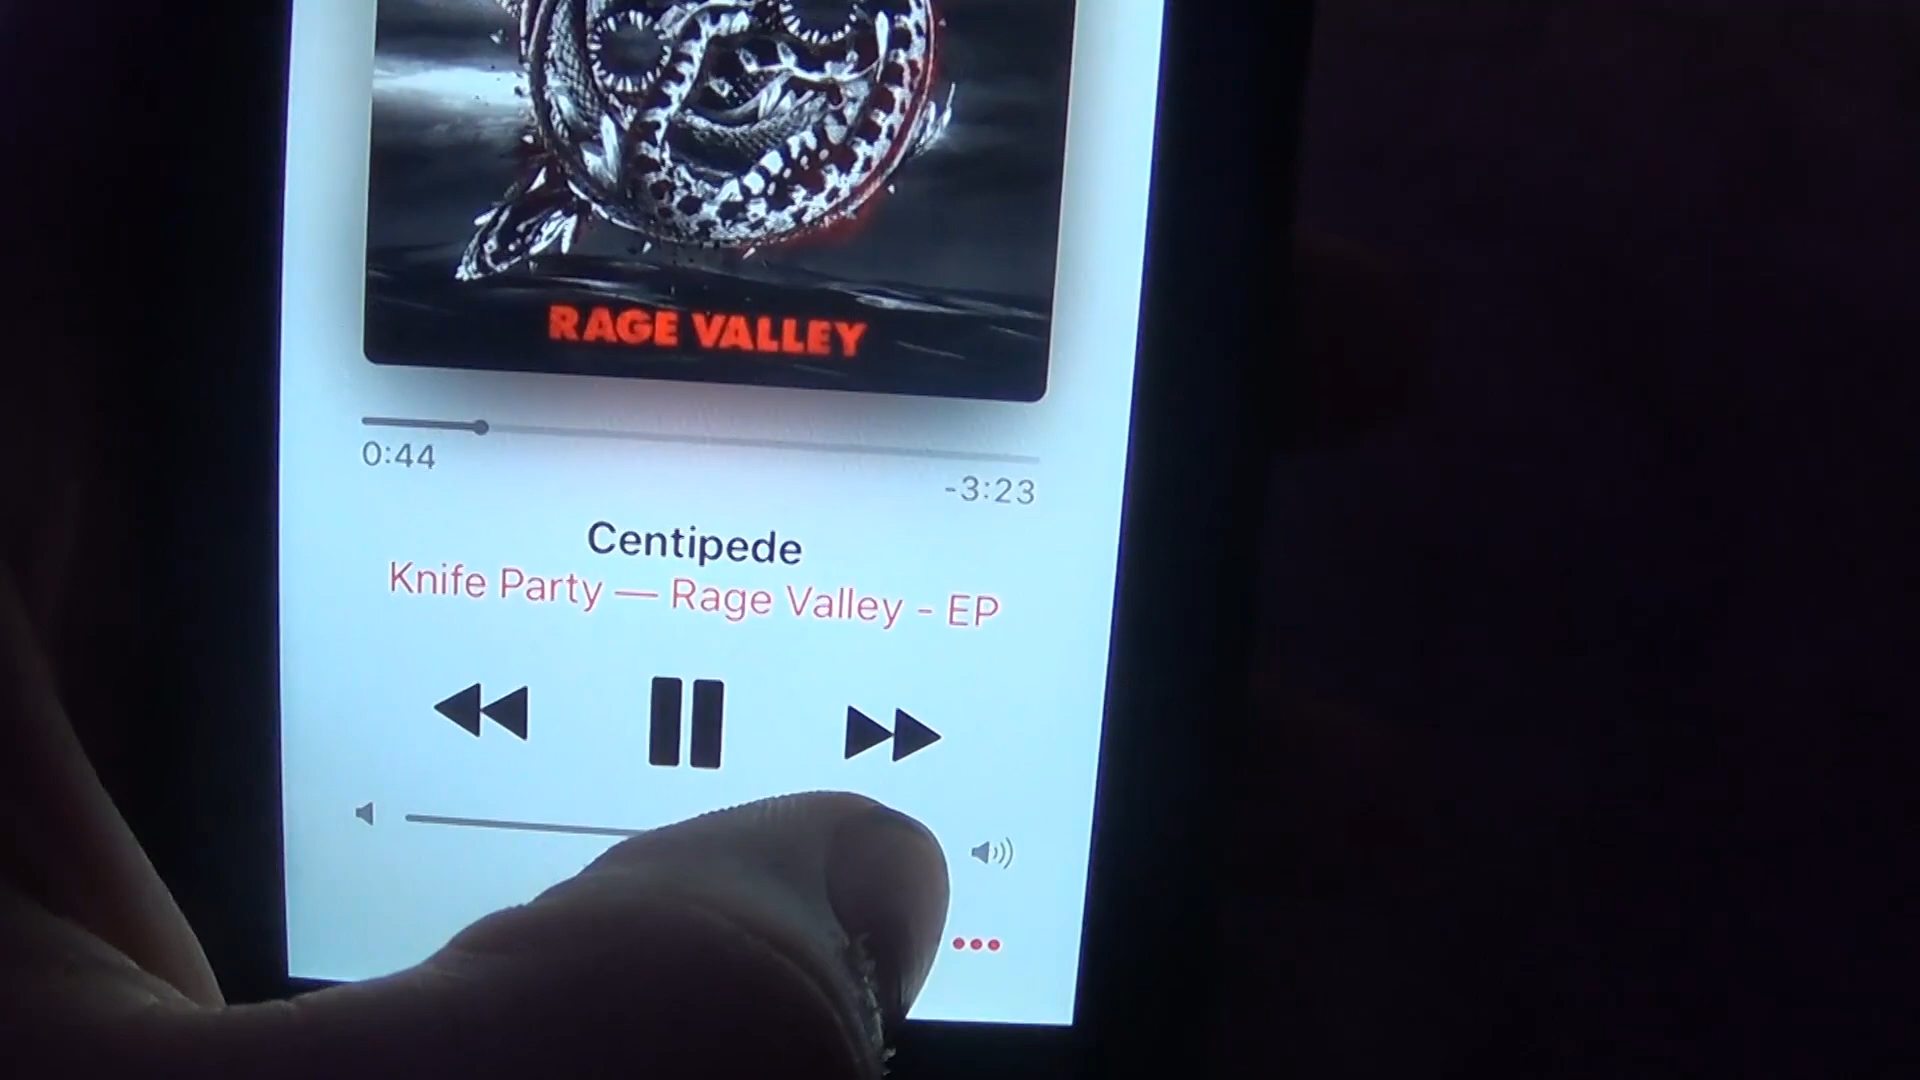 RAGE VALLEY
0:44
-3:23
Centipede
Knife Party — Rage Valley - EP